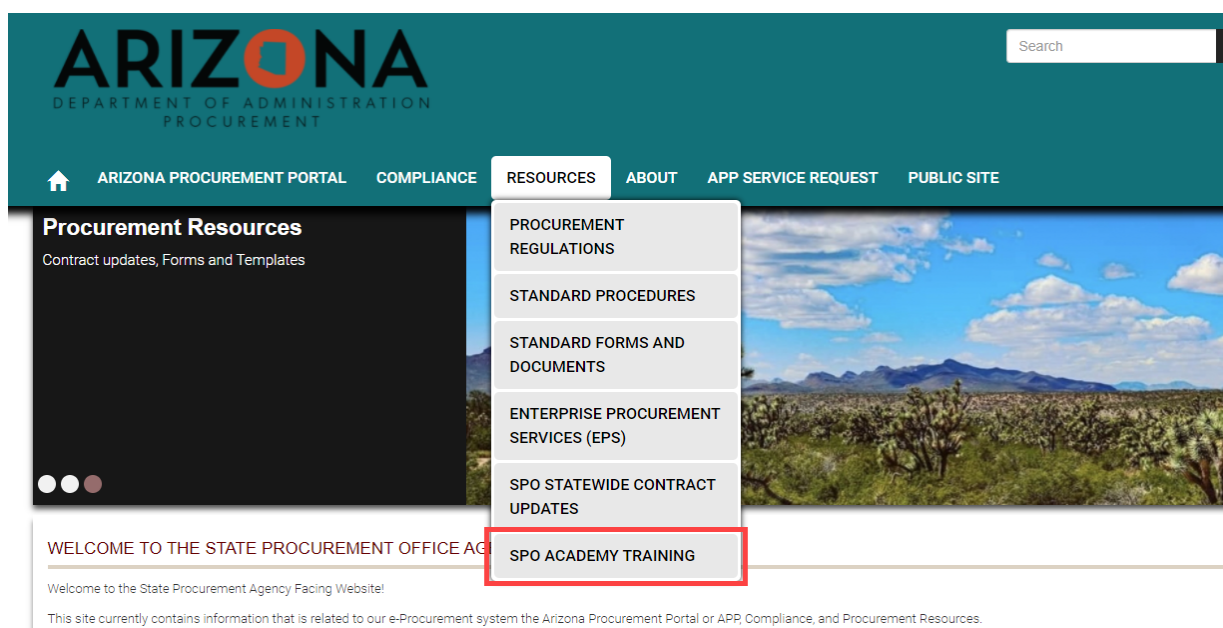 ARIZONA
DEPARTMENT OF ADMINISTRATION
PROCUREMENT
Search
ARIZONA PROCUREMENT PORTAL COMPLIANCE RESOURCES ABOUT APP SERVICE REQUEST PUBLIC SITE
Procurement Resources
Contract updates, Forms and Templates
PROCUREMENT
REGULATIONS
STANDARD PROCEDURES
STANDARD FORMS AND
DOCUMENTS
ENTERPRISE PROCUREMENT
SERVICES (EPS)
SPO STATEWIDE CONTRACT
UPDATES
SPO ACADEMY TRAINING
WELCOME TO THE STATE PROCUREMENT OFFICE AG
Welcome to the State Procurement Agency Facing Website!
This site currently contains information that is related to our e-Procurement system the Arizona Procurement Portal or APP, Compliance, and Procurement Resources.